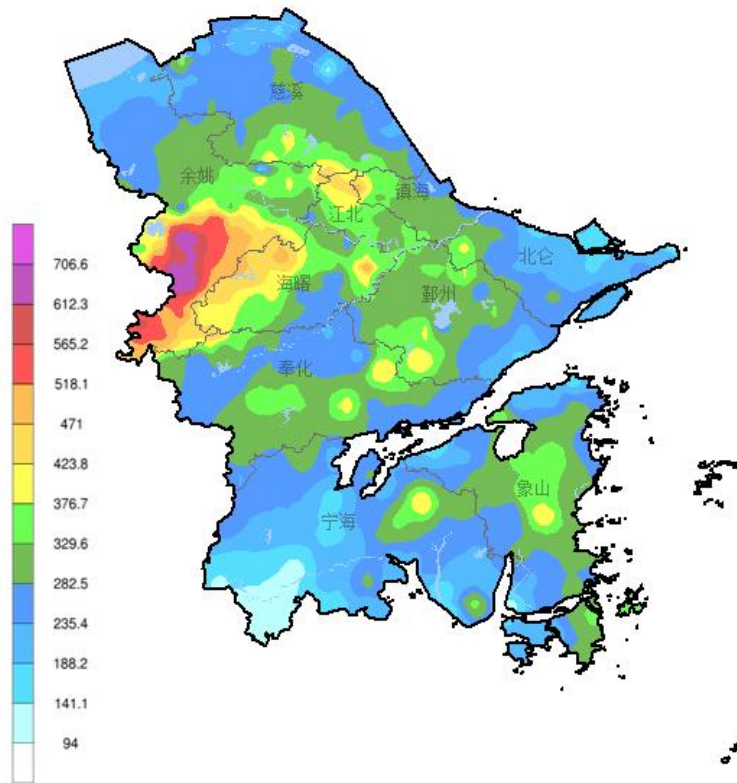 慈溪
余姚
镇海
江北
北仑
海曙
鄞州
奉化
象山
宁海
706.6
612.3
565.2
518.1
471
423.8
376.7
329.6
282.5
235.4
188.2
141.1
94